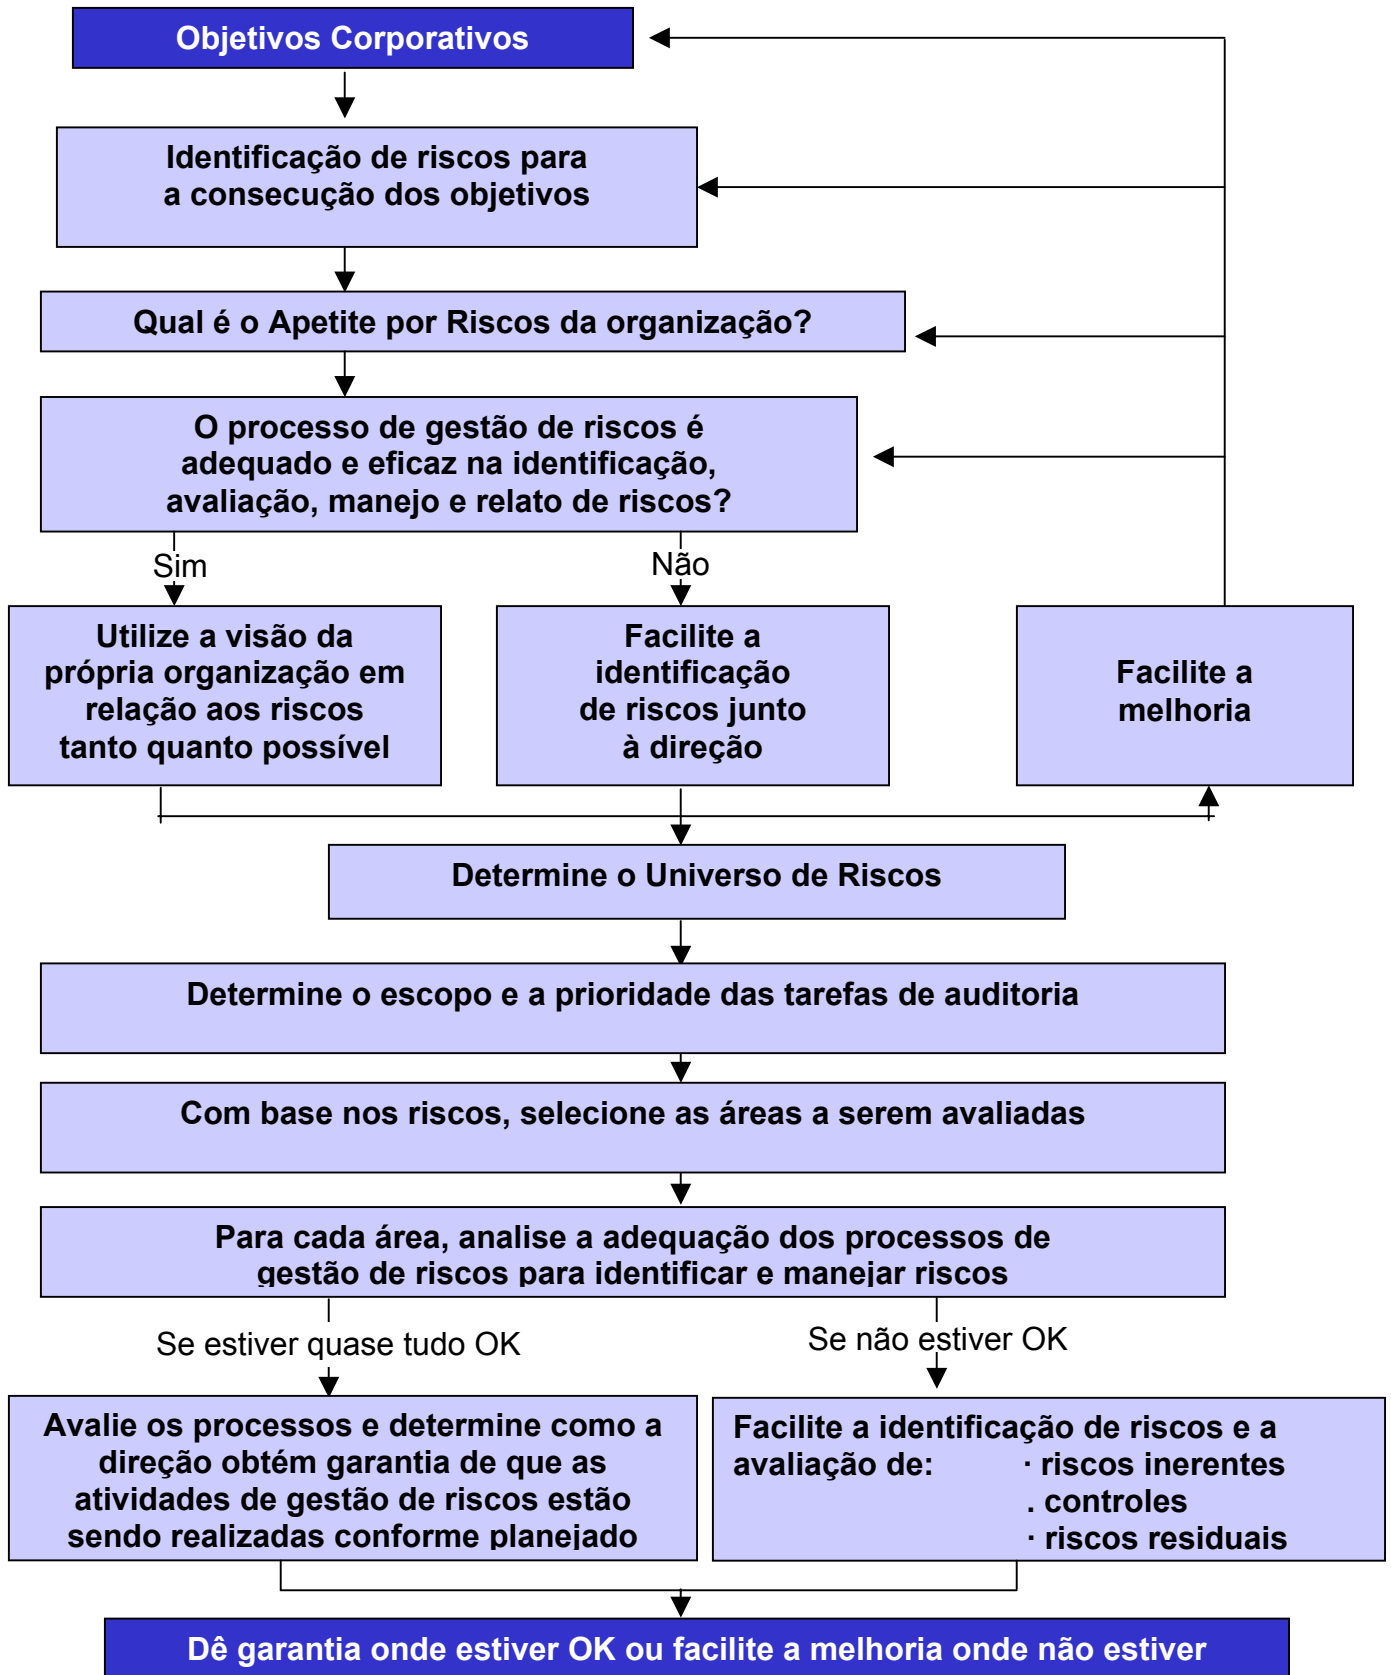 Objetivos Corporativos
Identificação de riscos para
a consecução dos objetivos
Qual é o Apetite por Riscos da organização?
O processo de gestão de riscos é
adequado e eficaz na identificação,
avaliação, manejo e relato de riscos?
Sim
Não
Utilize a visão da
própria organização em
relação aos riscos
tanto quanto possível
Facilite a
identificação
de riscos junto
à direção
Facilite a
melhoria
Determine o Universo de Riscos
Determine o escopo e a prioridade das tarefas de auditoria
Com base nos riscos, selecione as áreas a serem avaliadas
Para cada área, analise a adequação dos processos de
gestão de riscos para identificar e manejar riscos
Se estiver quase tudo OK
Se não estiver OK
Avalie os processos e determine como a
direção obtém garantia de que as
atividades de gestão de riscos estão
sendo realizadas conforme planejado
Facilite a identificação de riscos e a
avaliação de: · riscos inerentes
. controles
· riscos residuais
Dê garantia onde estiver OK ou facilite a melhoria onde não estiver